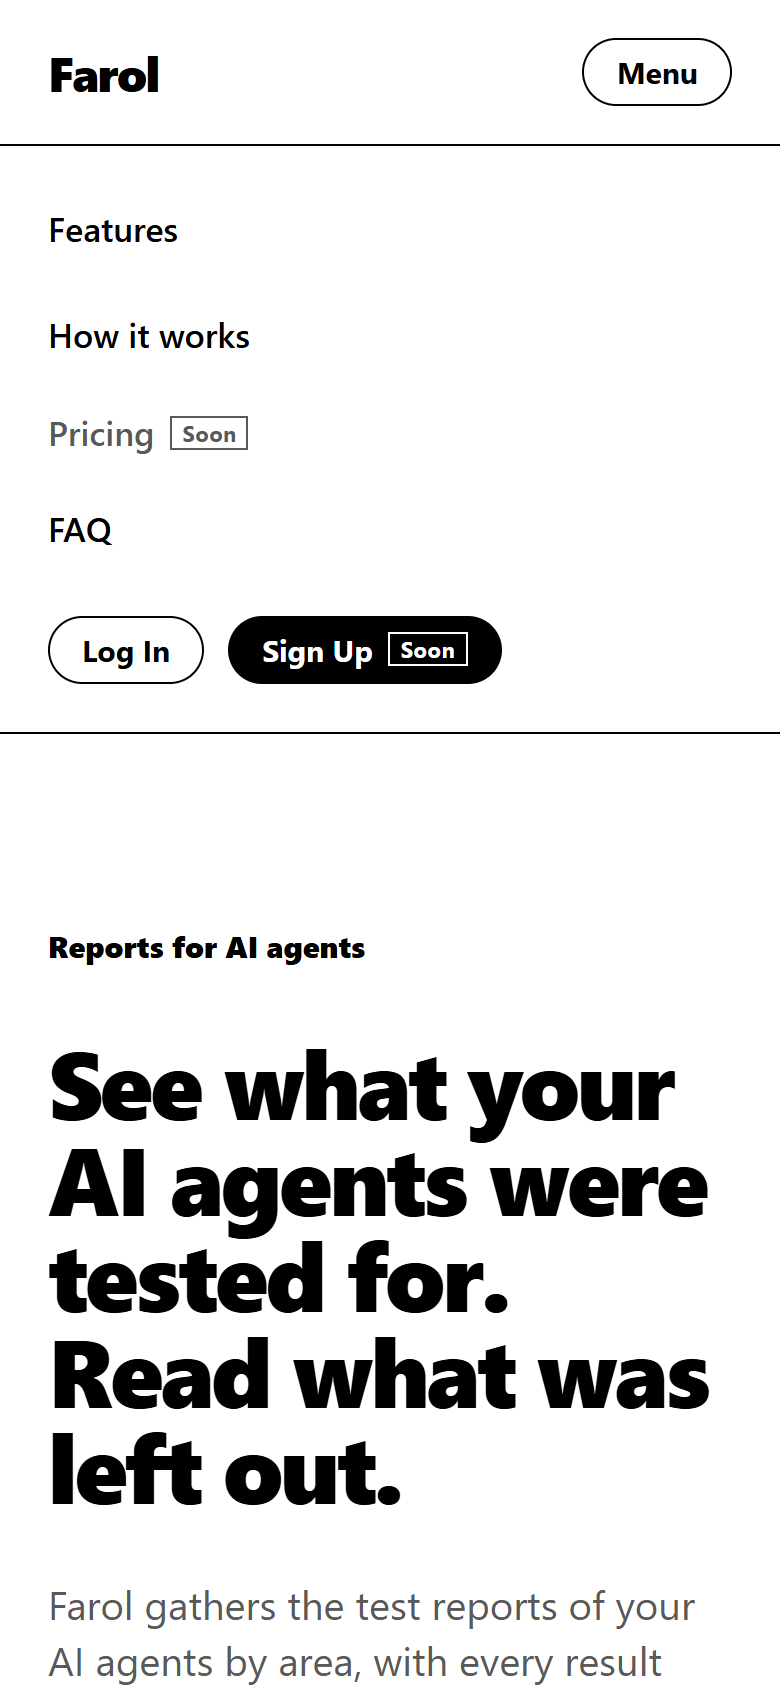 Farol
Menu
Features
How it works
Pricing Soon
FAQ
Log In
Sign Up Soon
Reports for AI agents
See what your
AI agents were
tested for.
Read what was
left out.
Farol gathers the test reports of your
AI agents by area, with every result